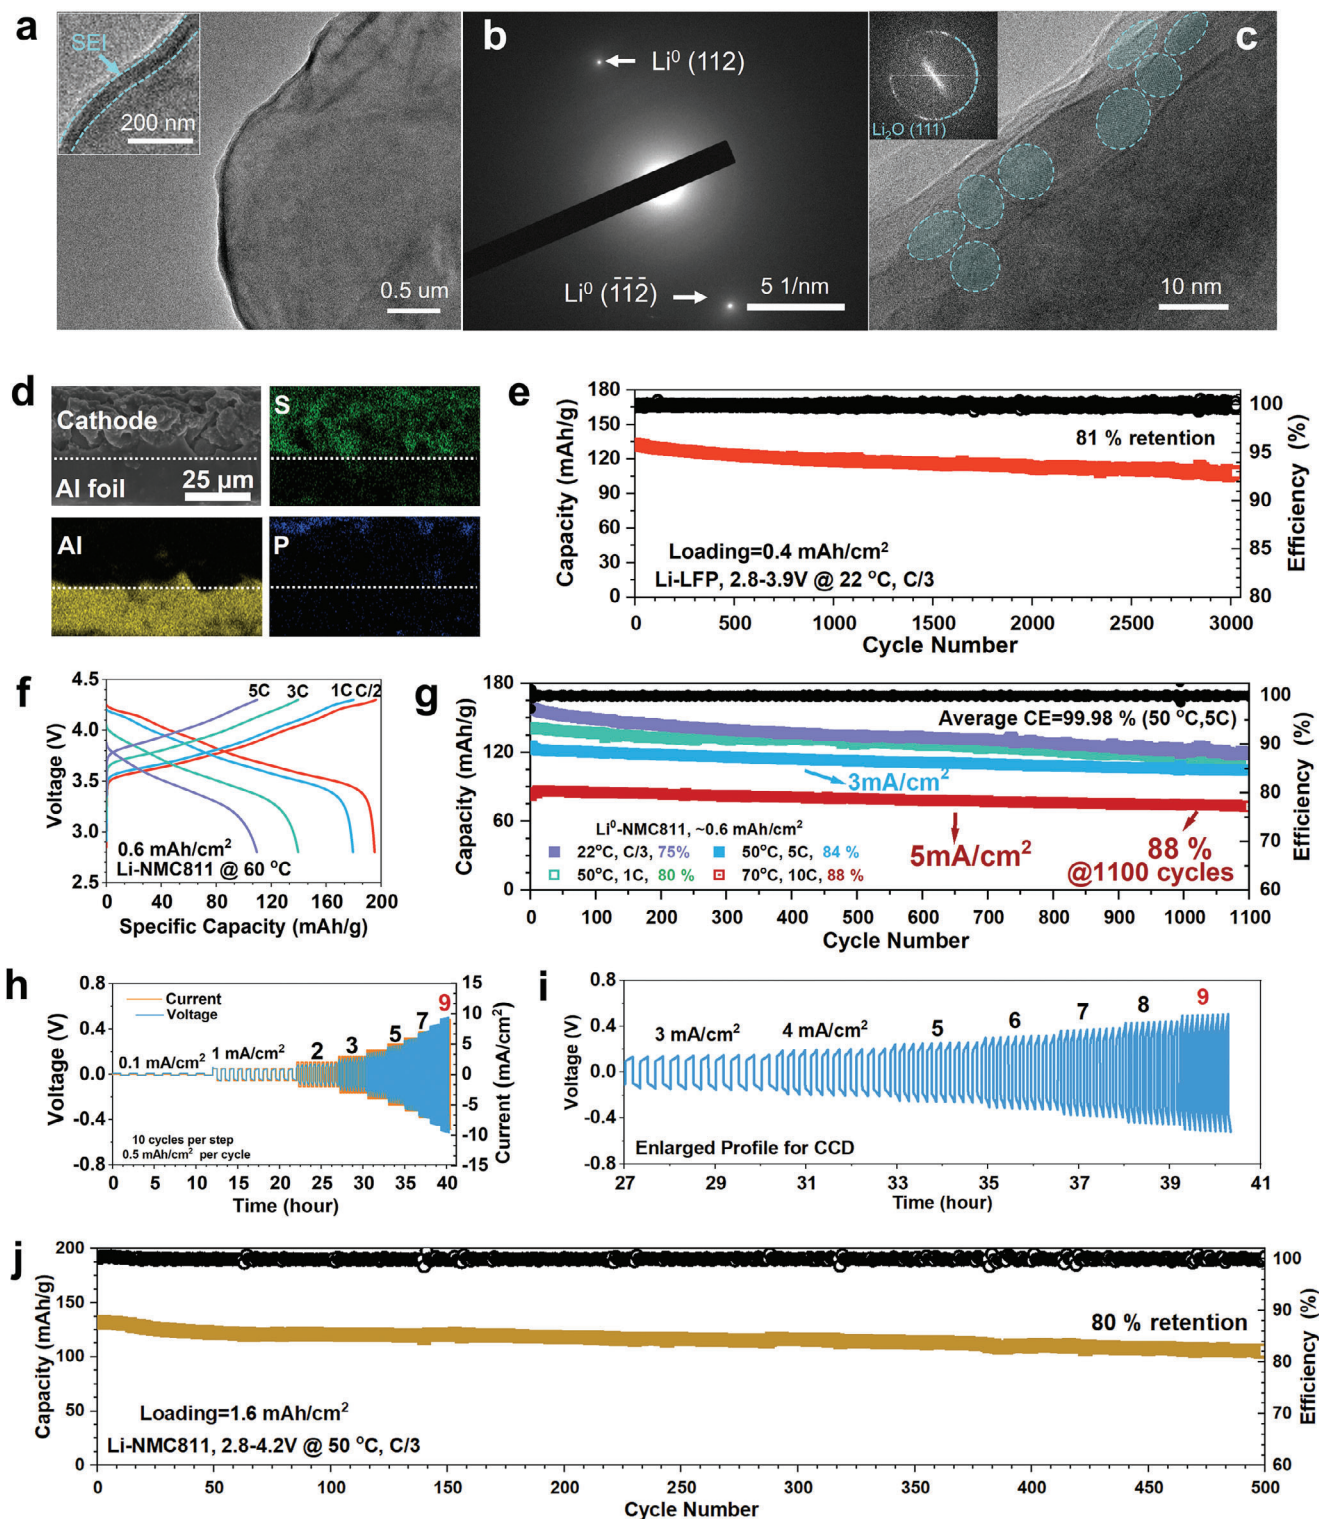 a
SEI
200 nm
0.5 um
b
Li⁰ (112)
Li⁰ (1̅1̅2̅)
5 1/nm
c
Li₂O (111)
10 nm
d
Cathode
Al foil
25 µm
S
Al
P
e
180
150
120
90
60
30
0
Capacity (mAh/g)
100
95
90
85
80
Efficiency (%)
81 % retention
Loading=0.4 mAh/cm²
Li-LFP, 2.8-3.9V @ 22 °C, C/3
0 500 1000 1500 2000 2500 3000
Cycle Number
f
4.5
4.0
3.5
3.0
2.5
Voltage (V)
5C 3C 1C C/2
0.6 mAh/cm²
Li-NMC811 @ 60 °C
0 40 80 120 160 200
Specific Capacity (mAh/g)
g
180
120
60
0
Capacity (mAh/g)
100
90
80
70
60
Efficiency (%)
Average CE=99.98 % (50 °C,5C)
3mA/cm²
Li⁰-NMC811, ~0.6 mAh/cm²
22°C, C/3, 75%
50°C, 5C, 84 %
50°C, 1C, 80 %
70°C, 10C, 88 %
5mA/cm²
88 %
@1100 cycles
0 100 200 300 400 500 600 700 800 900 1000 1100
Cycle Number
h
0.8
0.4
0.0
-0.4
-0.8
Voltage (V)
15
10
5
0
-5
-10
-15
Current (mA/cm²)
Current
Voltage
0.1 mA/cm² 1 mA/cm² 2 3 5 7 9
10 cycles per step
0.5 mAh/cm² per cycle
0 5 10 15 20 25 30 35 40
Time (hour)
i
0.8
0.4
0.0
-0.4
-0.8
Voltage (V)
3 mA/cm² 4 mA/cm² 5 6 7 8 9
Enlarged Profile for CCD
27 29 31 33 35 37 39 41
Time (hour)
j
200
150
100
50
0
Capacity (mAh/g)
100
90
80
70
60
Efficiency (%)
80 % retention
Loading=1.6 mAh/cm²
Li-NMC811, 2.8-4.2V @ 50 °C, C/3
0 50 100 150 200 250 300 350 400 450 500
Cycle Number